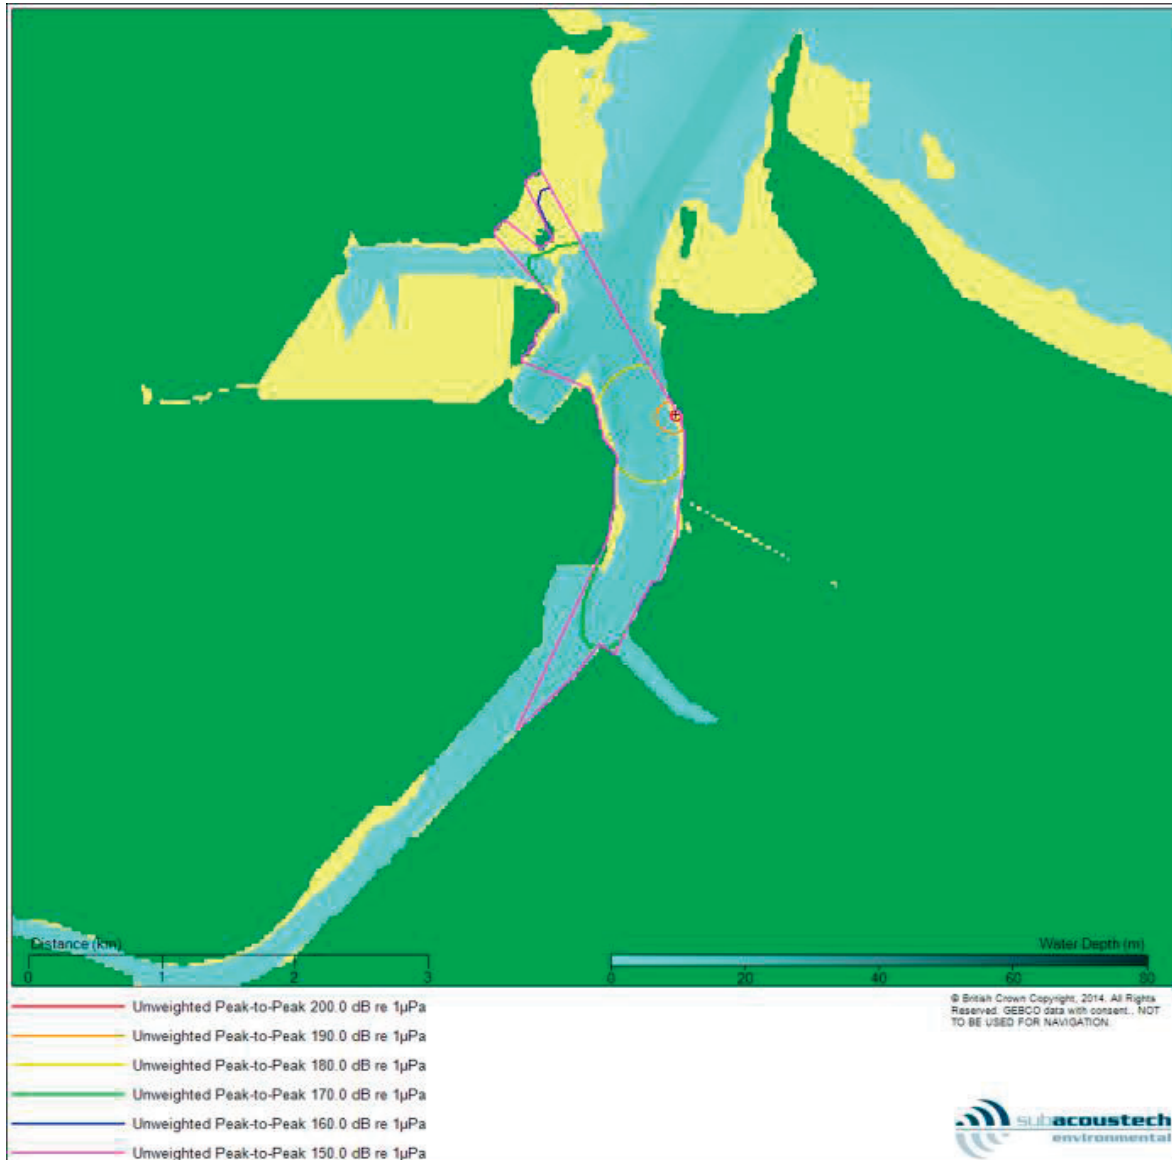 Distance (km)
0 1 2 3
Water Depth (m)
0 20 40 60 80
Unweighted Peak-to-Peak 200.0 dB re 1µPa
Unweighted Peak-to-Peak 190.0 dB re 1µPa
Unweighted Peak-to-Peak 180.0 dB re 1µPa
Unweighted Peak-to-Peak 170.0 dB re 1µPa
Unweighted Peak-to-Peak 160.0 dB re 1µPa
Unweighted Peak-to-Peak 150.0 dB re 1µPa
© British Crown Copyright, 2014. All Rights
Reserved. GEBCO data with consent.. NOT
TO BE USED FOR NAVIGATION.
subacoustech
environmental